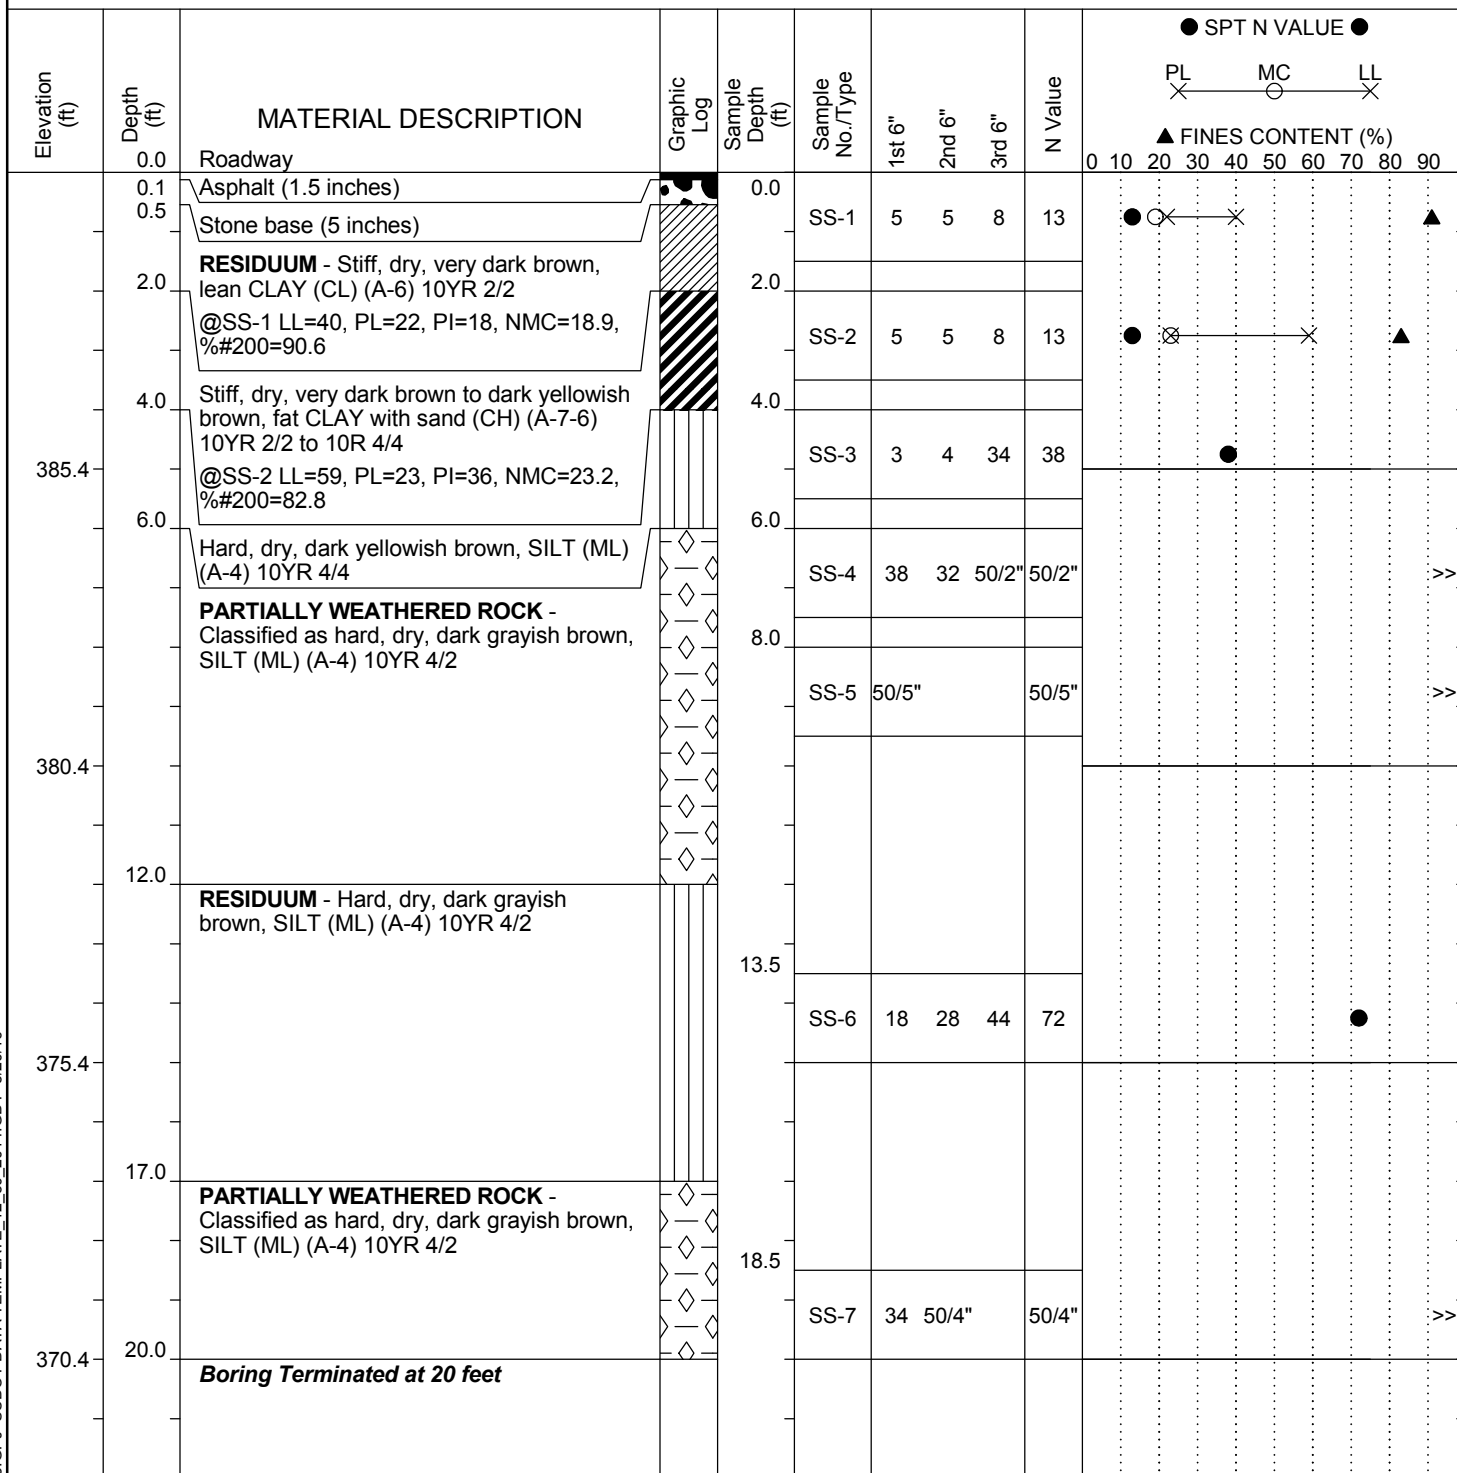 Elevation
(ft)
Depth
(ft)
MATERIAL DESCRIPTION
Graphic
Log
Sample
Depth
(ft)
Sample
No./Type
1st 6"
2nd 6"
3rd 6"
N Value
● SPT N VALUE ●
PL MC LL
▲ FINES CONTENT (%)
0 10 20 30 40 50 60 70 80 90
0.0 Roadway
0.1 Asphalt (1.5 inches) 0.0
0.5 Stone base (5 inches)
SS-1 5 5 8 13
RESIDUUM - Stiff, dry, very dark brown,
lean CLAY (CL) (A-6) 10YR 2/2
2.0 2.0
@SS-1 LL=40, PL=22, PI=18, NMC=18.9,
%#200=90.6
SS-2 5 5 8 13
Stiff, dry, very dark brown to dark yellowish
brown, fat CLAY with sand (CH) (A-7-6)
10YR 2/2 to 10R 4/4
4.0 4.0
SS-3 3 4 34 38
385.4
@SS-2 LL=59, PL=23, PI=36, NMC=23.2,
%#200=82.8
6.0 6.0
Hard, dry, dark yellowish brown, SILT (ML)
(A-4) 10YR 4/4
SS-4 38 32 50/2" 50/2" >>
PARTIALLY WEATHERED ROCK -
Classified as hard, dry, dark grayish brown,
SILT (ML) (A-4) 10YR 4/2
8.0
SS-5 50/5" 50/5" >>
380.4
12.0
RESIDUUM - Hard, dry, dark grayish
brown, SILT (ML) (A-4) 10YR 4/2
13.5
SS-6 18 28 44 72
375.4
17.0
PARTIALLY WEATHERED ROCK -
Classified as hard, dry, dark grayish brown,
SILT (ML) (A-4) 10YR 4/2
18.5
SS-7 34 50/4" 50/4" >>
370.4 20.0
Boring Terminated at 20 feet